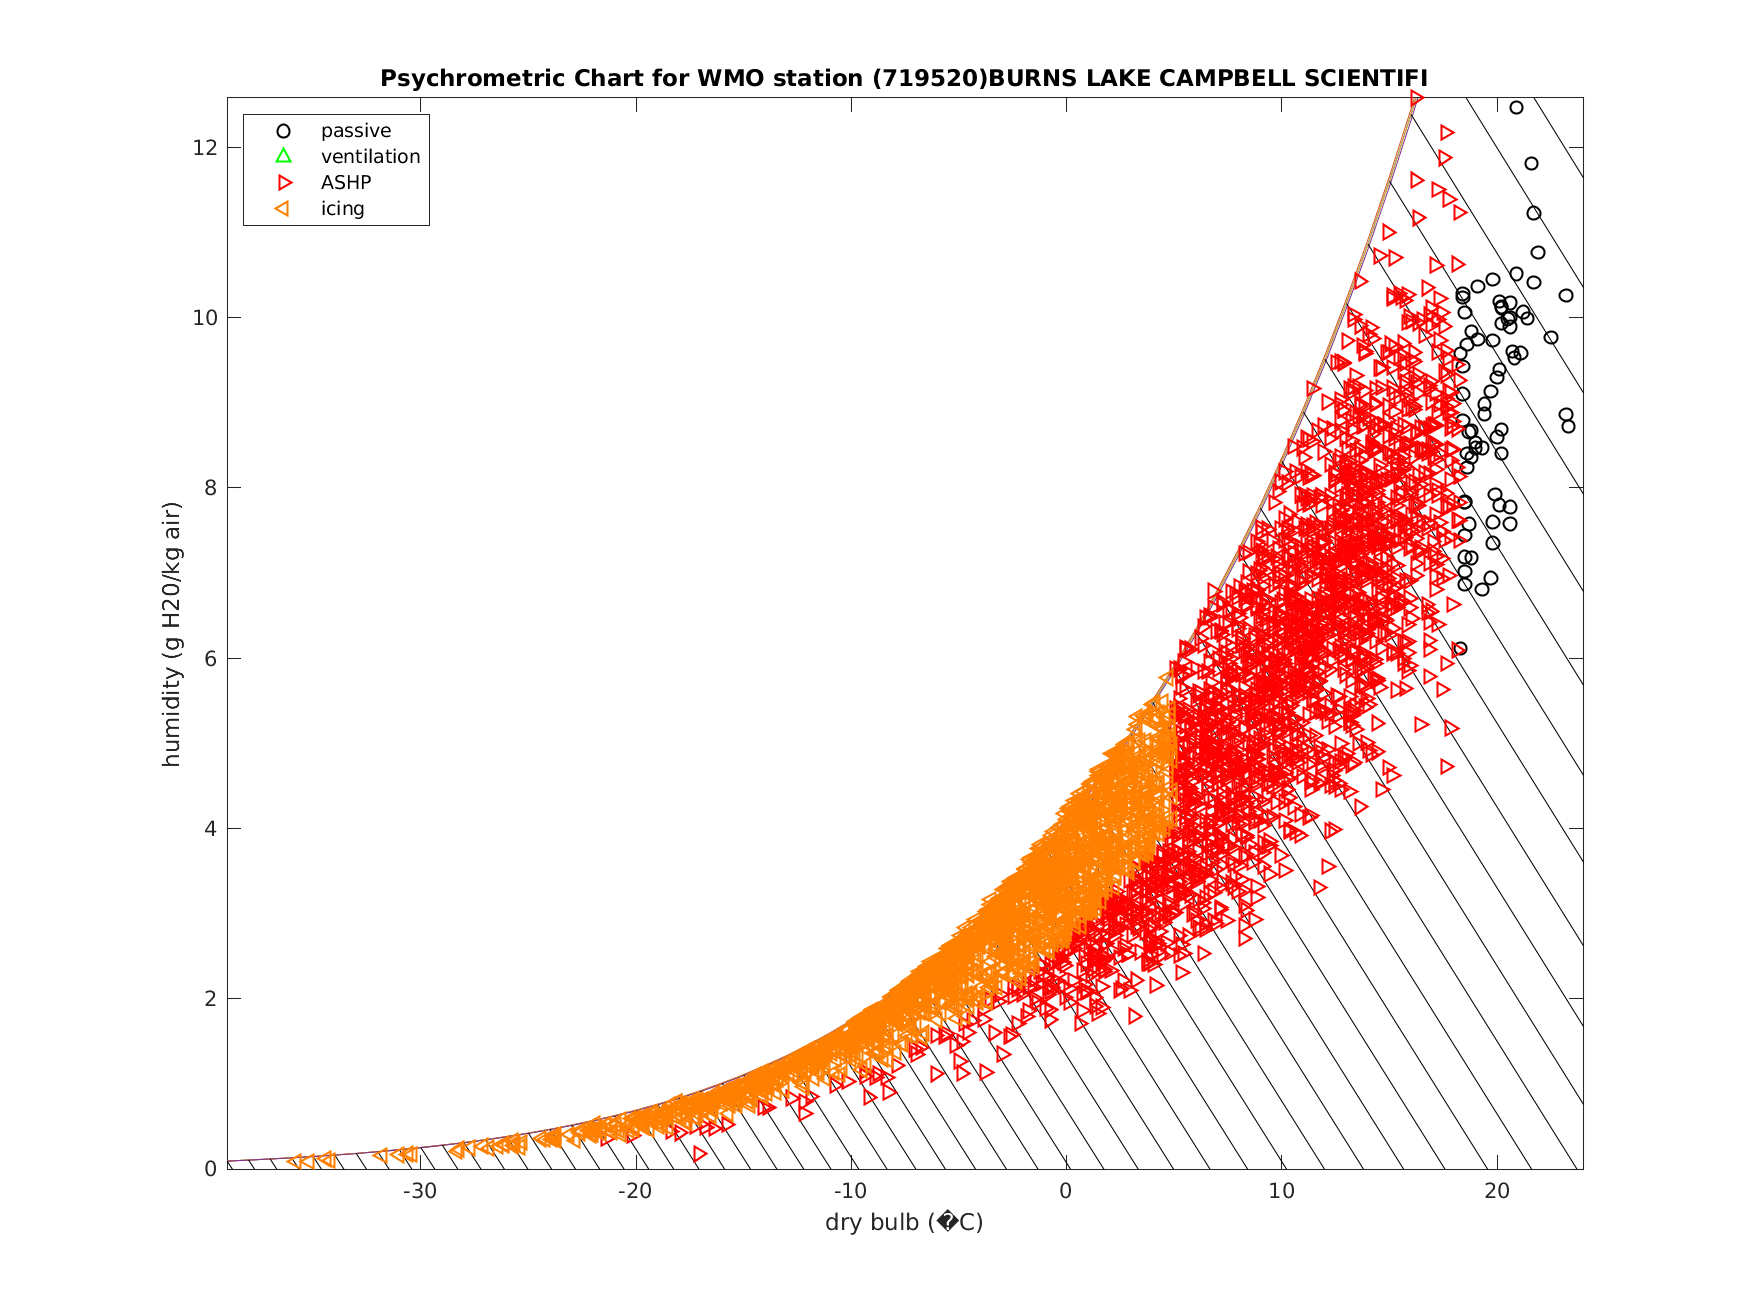 Psychrometric Chart for WMO station (719520)BURNS LAKE CAMPBELL SCIENTIFI
passive
ventilation
ASHP
icing
12
10
8
6
4
2
0
humidity (g H20/kg air)
-30 -20 -10 0 10 20
dry bulb (�C)